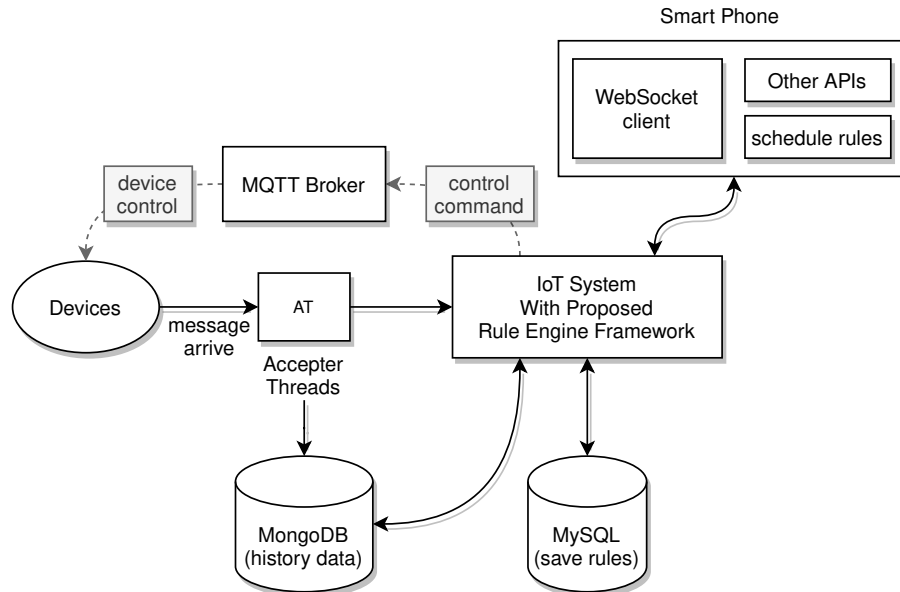 Smart Phone
WebSocket
client
Other APIs
schedule rules
device
control
MQTT Broker
control
command
Devices
message
arrive
AT
Accepter
Threads
IoT System
With Proposed
Rule Engine Framework
MongoDB
(history data)
MySQL
(save rules)